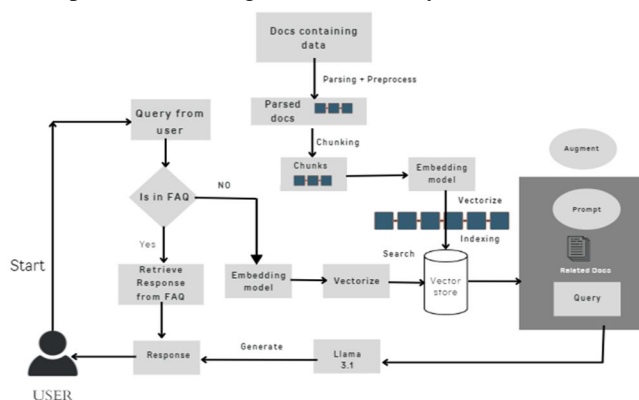 Docs containing
data
Parsing + Preprocess
Parsed
docs
Chunking
Chunks
Embedding
model
Vectorize
Indexing
Query from
user
Is in FAQ
NO
Yes
Retrieve
Response
from FAQ
Embedding
model
Vectorize
Search
Vector
store
Augment
Prompt
Related Docs
Query
Llama
3.1
Generate
Response
Start
USER